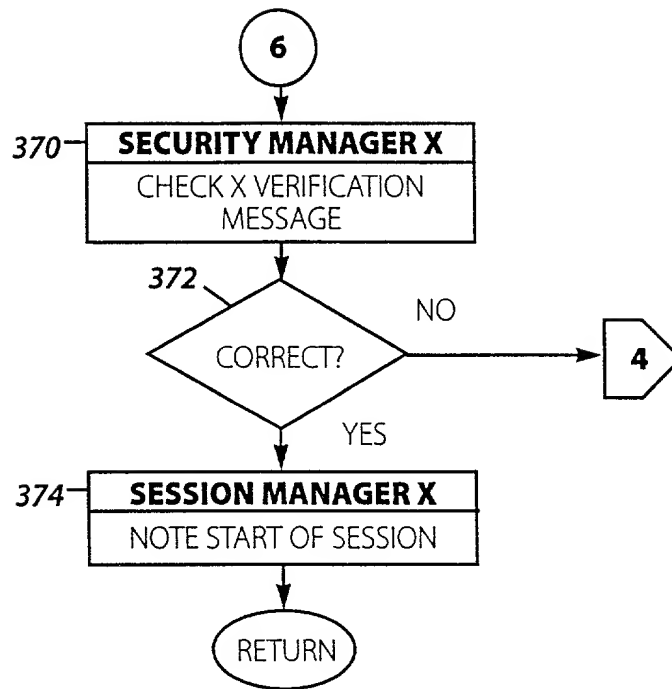 6
370
SECURITY MANAGER X
CHECK X VERIFICATION
MESSAGE
372
NO
CORRECT?
4
YES
374
SESSION MANAGER X
NOTE START OF SESSION
RETURN